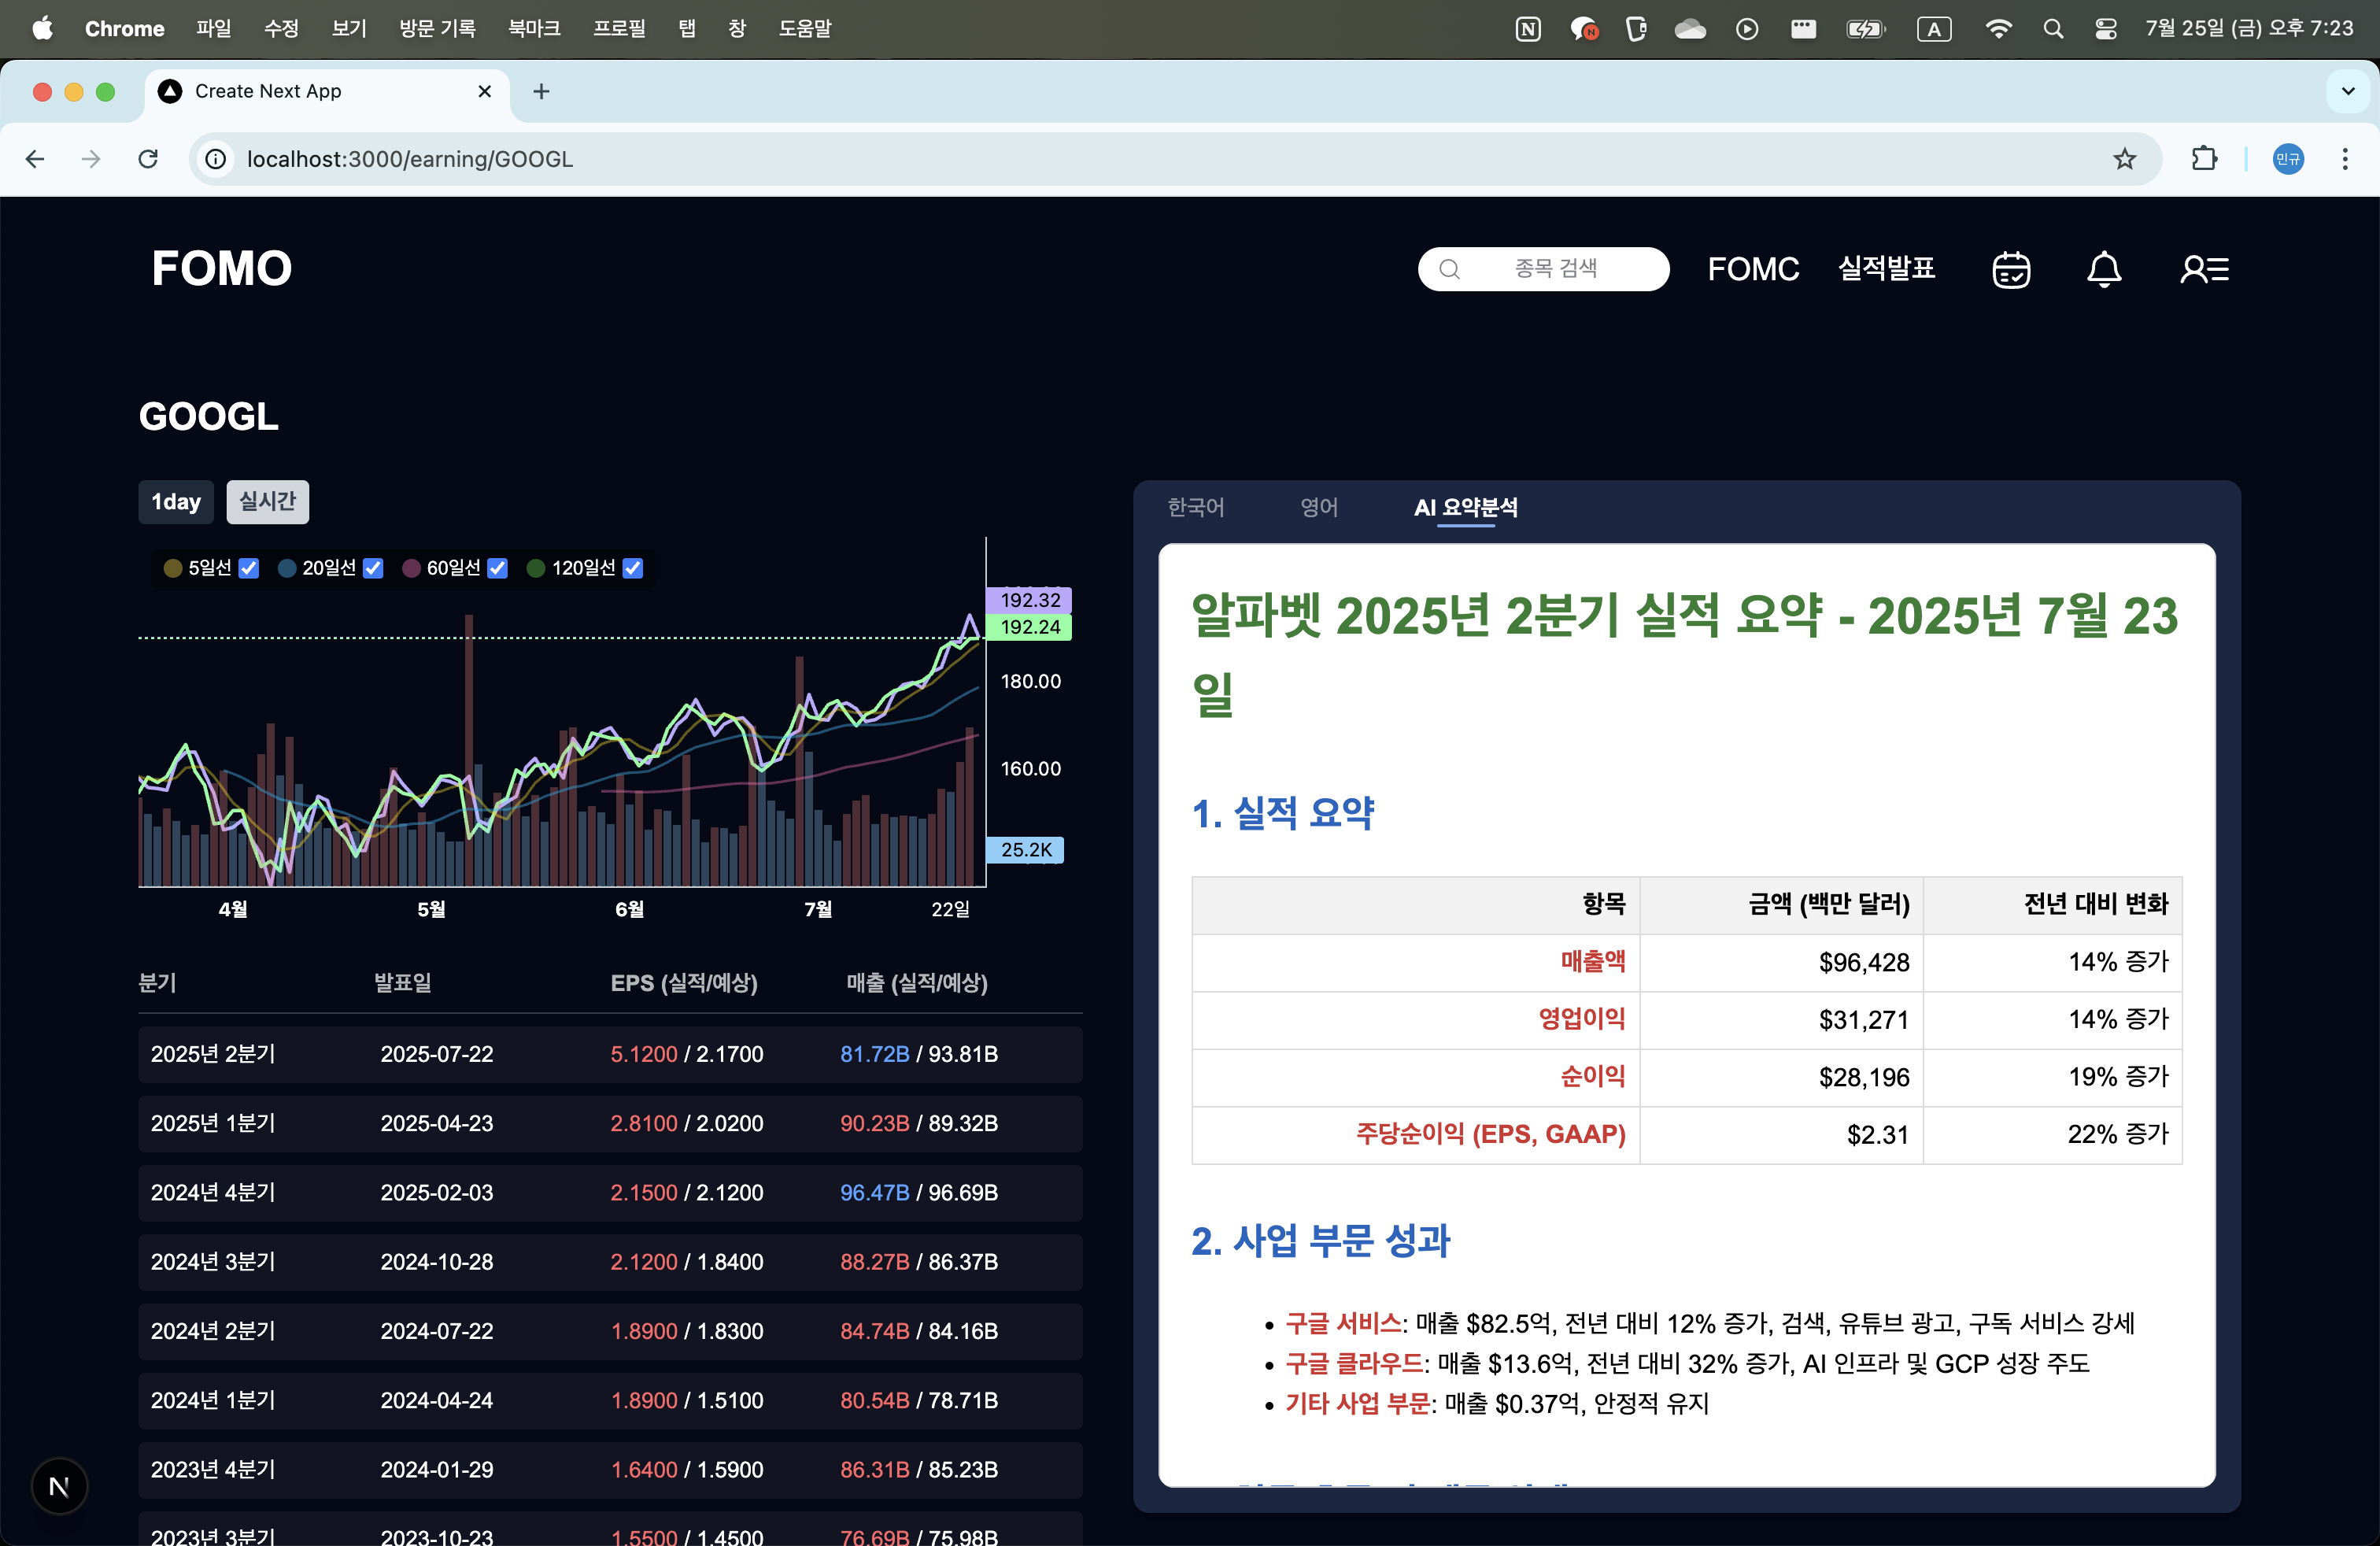 Chrome 파일 수정 보기 방문 기록 북마크 프로필 탭 창 도움말
A 7월 25일 (금) 오후 7:23
Create Next App
localhost:3000/earning/GOOGL
민규
FOMO
종목 검색
FOMC
실적발표
GOOGL
1day 실시간
5일선 20일선 60일선 120일선
192.32
192.24
180.00
160.00
25.2K
4월 5월 6월 7월 22일
분기 발표일 EPS (실적/예상) 매출 (실적/예상)
2025년 2분기 2025-07-22 5.1200 / 2.1700 81.72B / 93.81B
2025년 1분기 2025-04-23 2.8100 / 2.0200 90.23B / 89.32B
2024년 4분기 2025-02-03 2.1500 / 2.1200 96.47B / 96.69B
2024년 3분기 2024-10-28 2.1200 / 1.8400 88.27B / 86.37B
2024년 2분기 2024-07-22 1.8900 / 1.8300 84.74B / 84.16B
2024년 1분기 2024-04-24 1.8900 / 1.5100 80.54B / 78.71B
2023년 4분기 2024-01-29 1.6400 / 1.5900 86.31B / 85.23B
2023년 3분기 2023-10-23 1.5500 / 1.4500 76.69B / 75.98B
N
한국어 영어 AI 요약분석
알파벳 2025년 2분기 실적 요약 - 2025년 7월 23
일
1. 실적 요약
항목 금액 (백만 달러) 전년 대비 변화
매출액 $96,428 14% 증가
영업이익 $31,271 14% 증가
순이익 $28,196 19% 증가
주당순이익 (EPS, GAAP) $2.31 22% 증가
2. 사업 부문 성과
• 구글 서비스: 매출 $82.5억, 전년 대비 12% 증가, 검색, 유튜브 광고, 구독 서비스 강세
• 구글 클라우드: 매출 $13.6억, 전년 대비 32% 증가, AI 인프라 및 GCP 성장 주도
• 기타 사업 부문: 매출 $0.37억, 안정적 유지